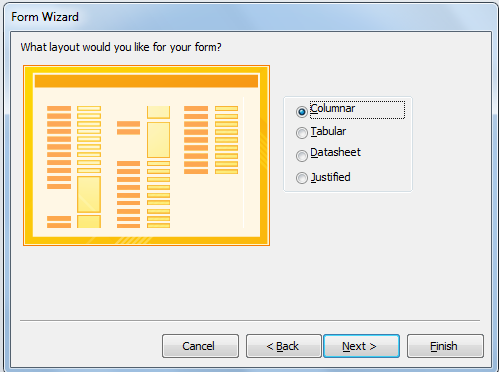 Form Wizard
What layout would you like for your form?
Columnar
Tabular
Datasheet
Justified
Cancel
< Back
Next >
Finish